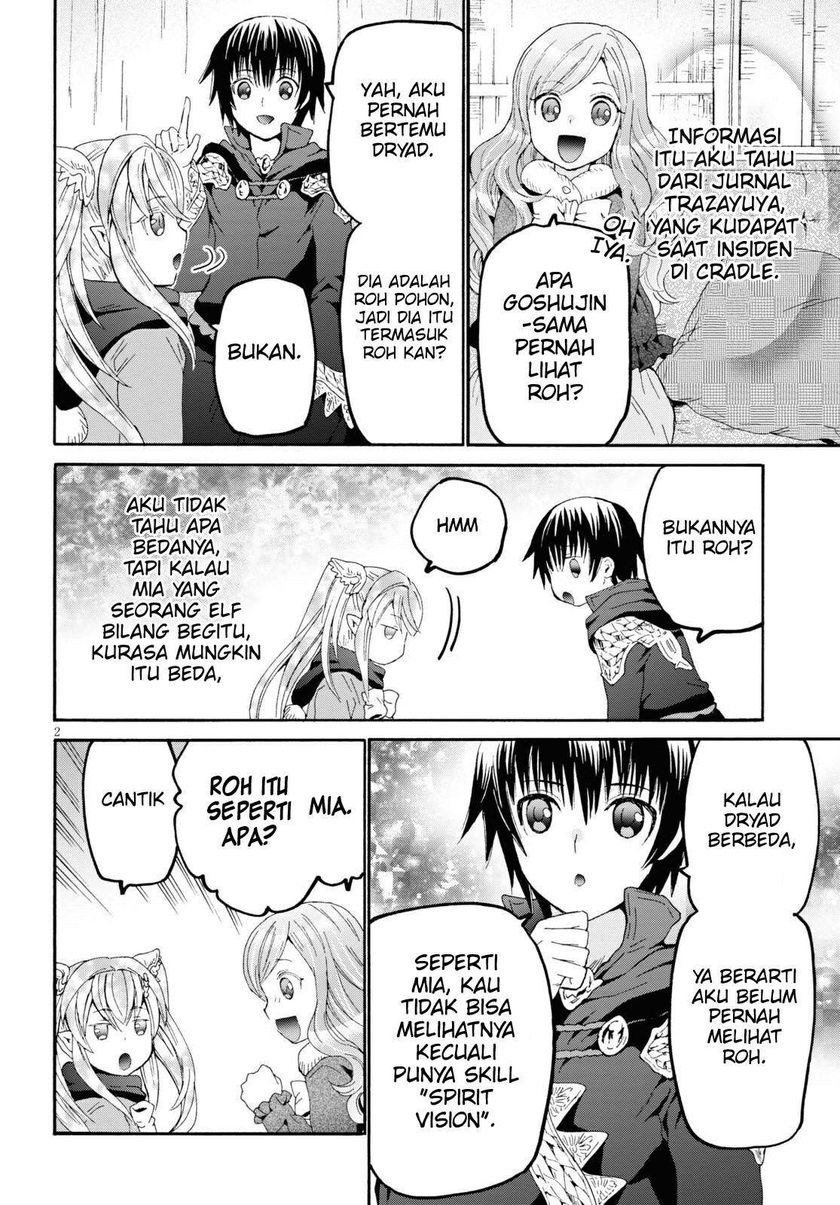 INFORMASI
ITU AKU TAHU
DARI JURNAL
TRAZAYUYA,
YANG KUDAPAT
SAAT INSIDEN
DI CRADLE.
OH
IYA.
APA
GOSHUJIN
-SAMA
PERNAH
LIHAT
ROH?
YAH, AKU
PERNAH
BERTEMU
DRYAD.
DIA ADALAH
ROH POHON,
JADI DIA ITU
TERMASUK
ROH KAN?
BUKAN.
BUKANNYA
ITU ROH?
HMM
AKU TIDAK
TAHU APA
BEDANYA,
TAPI KALAU
MIA YANG
SEORANG ELF
BILANG BEGITU,
KURASA MUNGKIN
ITU BEDA,
2
KALAU
DRYAD
BERBEDA,
YA BERARTI
AKU BELUM
PERNAH
MELIHAT
ROH.
SEPERTI
MIA, KAU
TIDAK BISA
MELIHATNYA
KECUALI
PUNYA SKILL
"SPIRIT
VISION".
MIA.
ROH ITU
SEPERTI
APA?
CANTIK